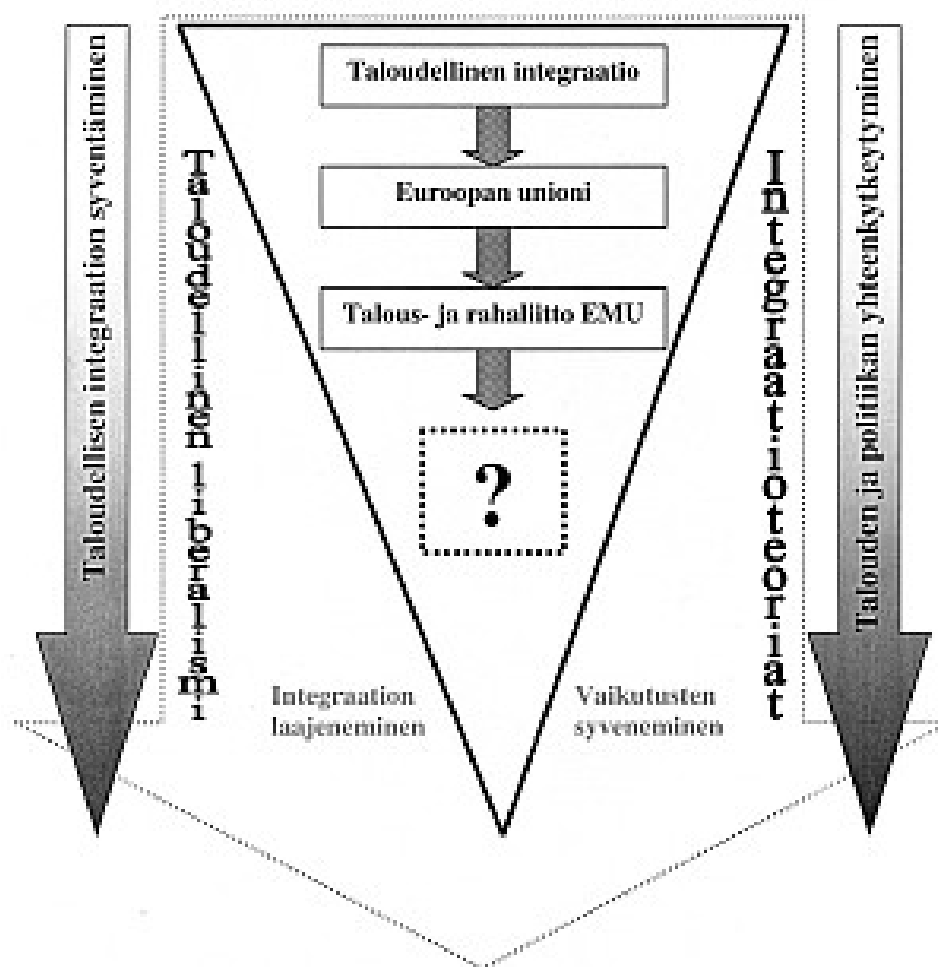 Taloudellinen integraatio
Euroopan unioni
Talous- ja rahaliitto EMU
?
Taloudellisen integraation syventäminen
Taloudellinen liberalismi
Integraatioteoriat
Talouden ja politiikan yhteenkytkeytyminen
Integraation
laajeneminen
Vaikutusten
syveneminen